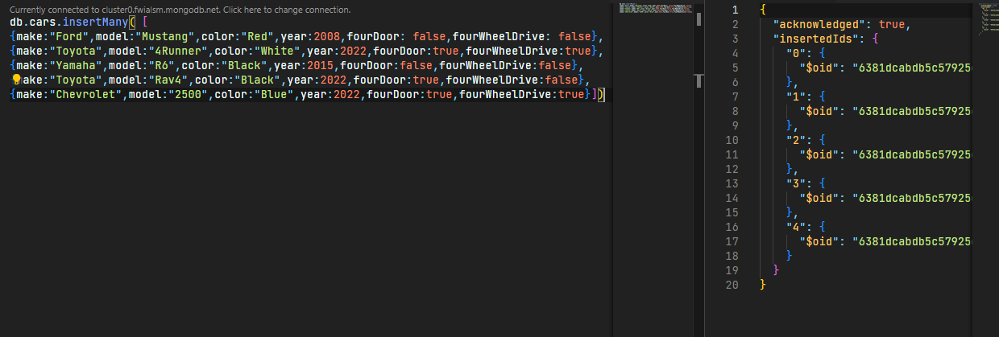 Currently connected to cluster0.fwialsm.mongodb.net. Click here to change connection.
db.cars.insertMany( [
{make:"Ford",model:"Mustang",color:"Red",year:2008,fourDoor: false,fourWheelDrive: false},
{make:"Toyota",model:"4Runner",color:"White",year:2022,fourDoor:true,fourWheelDrive:true},
{make:"Yamaha",model:"R6",color:"Black",year:2015,fourDoor:false,fourWheelDrive:false},
make:"Toyota",model:"Rav4",color:"Black",year:2022,fourDoor:true,fourWheelDrive:false},
{make:"Chevrolet",model:"2500",color:"Blue",year:2022,fourDoor:true,fourWheelDrive:true}])
1 {
2 "acknowledged": true,
3 "insertedIds": {
4 "0": {
5 "$oid": "6381dcabdb5c57925
6 },
7 "1": {
8 "$oid": "6381dcabdb5c57925
9 },
10 "2": {
11 "$oid": "6381dcabdb5c57925
12 },
13 "3": {
14 "$oid": "6381dcabdb5c57925
15 },
16 "4": {
17 "$oid": "6381dcabdb5c57925
18 }
19 }
20 }